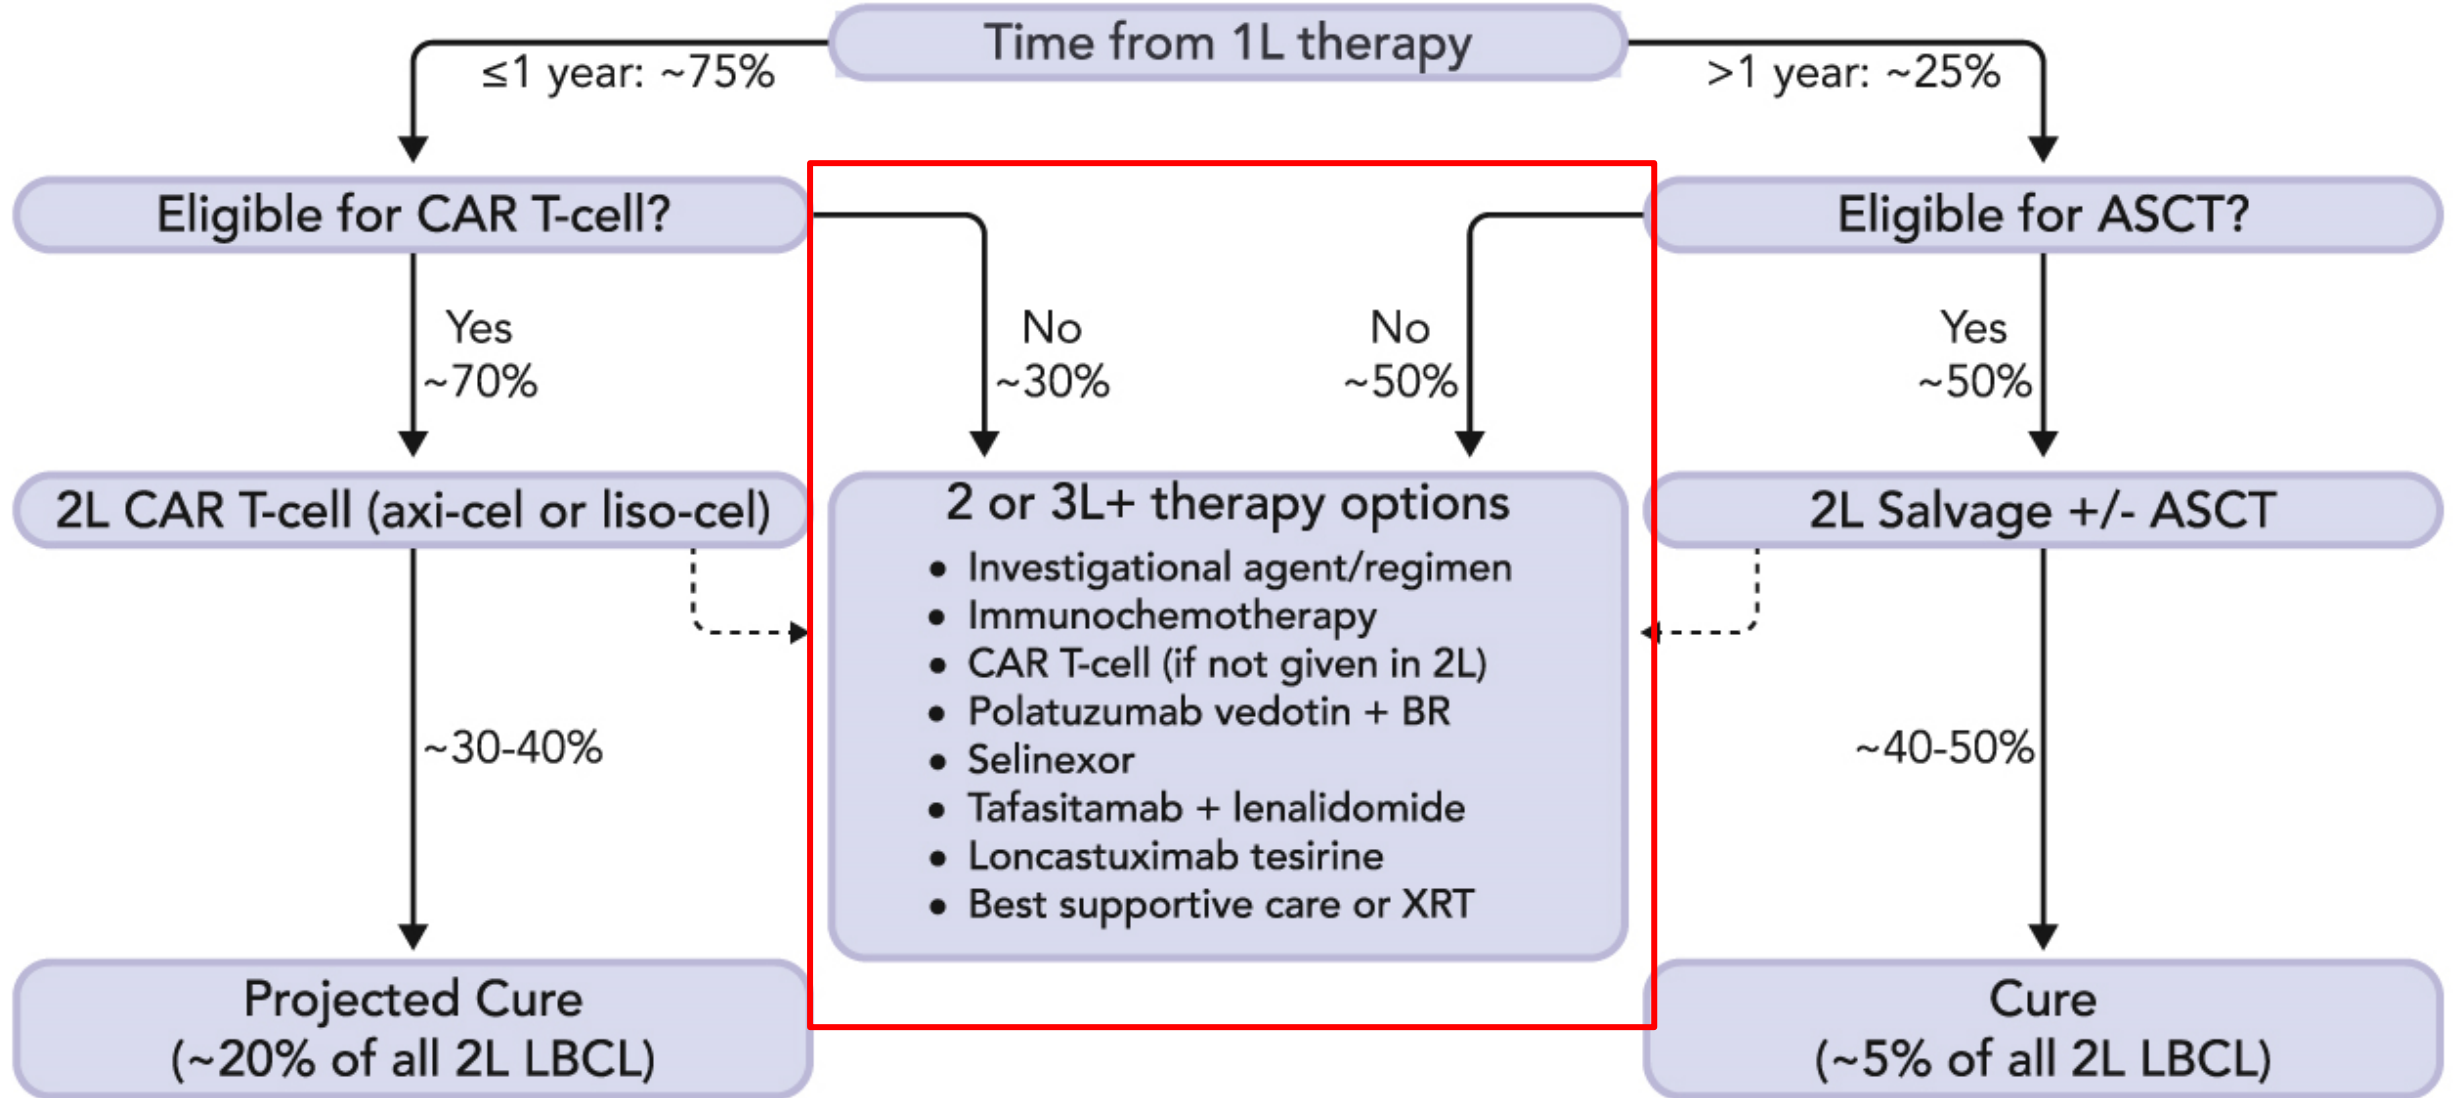 Time from 1L therapy
≤1 year: ~75%
>1 year: ~25%
Eligible for CAR T-cell?
Eligible for ASCT?
Yes
~70%
No
~30%
No
~50%
Yes
~50%
2L CAR T-cell (axi-cel or liso-cel)
2 or 3L+ therapy options
• Investigational agent/regimen
• Immunochemotherapy
• CAR T-cell (if not given in 2L)
• Polatuzumab vedotin + BR
• Selinexor
• Tafasitamab + lenalidomide
• Loncastuximab tesirine
• Best supportive care or XRT
2L Salvage +/- ASCT
~30-40%
~40-50%
Projected Cure
(~20% of all 2L LBCL)
Cure
(~5% of all 2L LBCL)